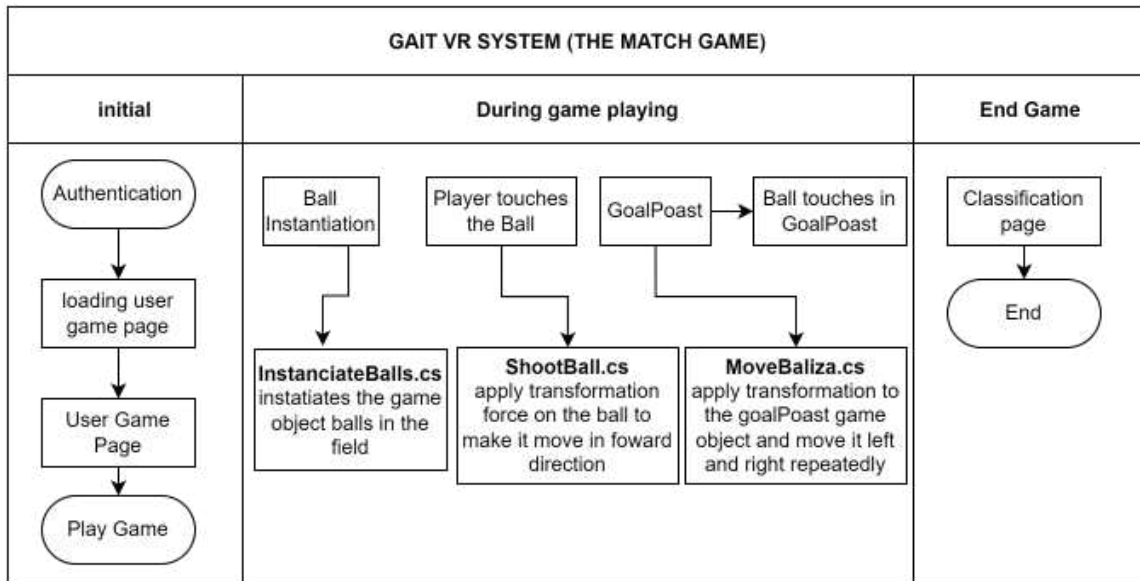 GAIT VR SYSTEM (THE MATCH GAME)
initial
During game playing
End Game
Authentication
loading user
game page
User Game
Page
Play Game
Ball
Instantiation
Player touches
the Ball
GoalPoast
Ball touches in
GoalPoast
InstanciateBalls.cs
instatiates the game
object balls in the
field
ShootBall.cs
apply transformation
force on the ball to
make it move in foward
direction
MoveBaliza.cs
apply transformation to
the goalPoast game
object and move it left
and right repeatedly
Classification
page
End